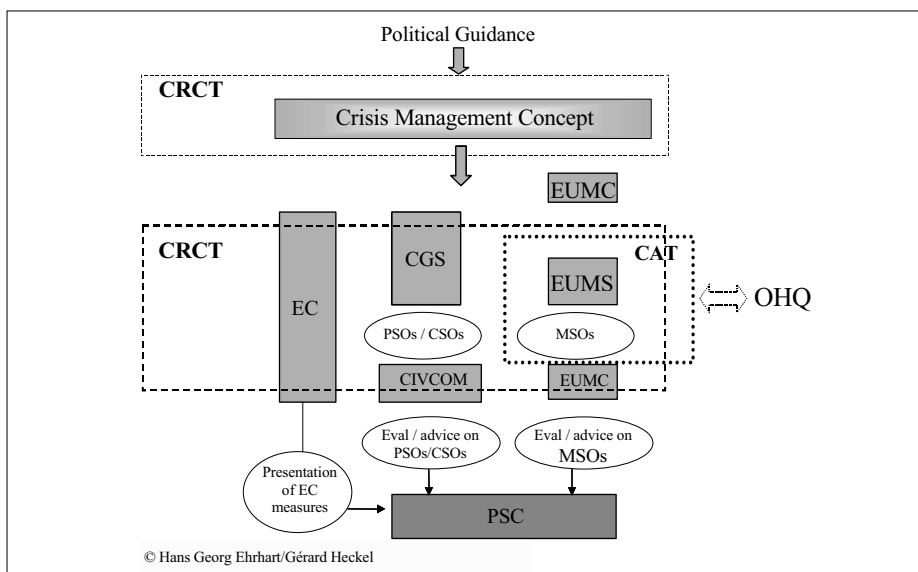 Political Guidance
CRCT
Crisis Management Concept
EUMC
CRCT
CAT
CGS
EUMS
EC
OHQ
PSOs / CSOs
MSOs
CIVCOM
EUMC
Eval / advice on
PSOs/CSOs
Eval / advice on
MSOs
Presentation
of EC
measures
PSC
© Hans Georg Ehrhart/Gérard Heckel